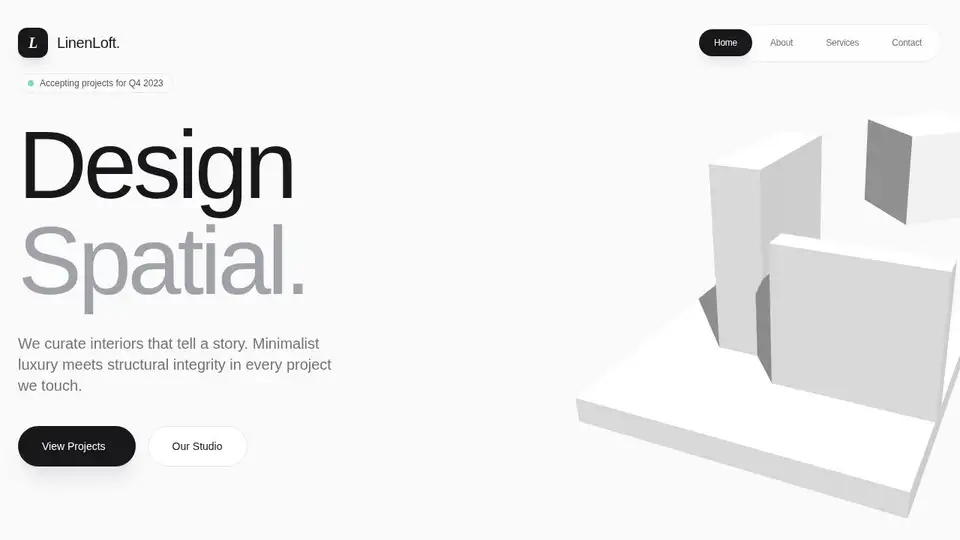 L LinenLoft.
Home About Services Contact
Accepting projects for Q4 2023
Design
Spatial.
We curate interiors that tell a story. Minimalist
luxury meets structural integrity in every project
we touch.
View Projects Our Studio